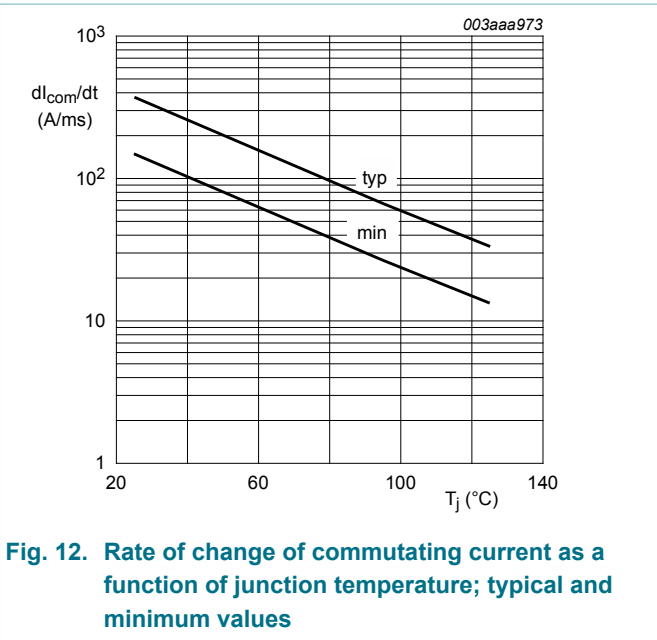 003aaa973
10³
dI_com/dt
(A/ms)
10²
typ
min
10
1
20 60 100 140
T_j (°C)
Fig. 12. Rate of change of commutating current as a
function of junction temperature; typical and
minimum values